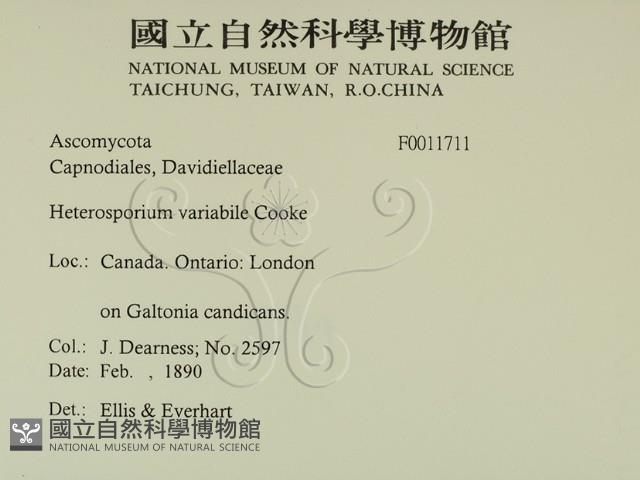 國立自然科學博物館
NATIONAL MUSEUM OF NATURAL SCIENCE
TAICHUNG, TAIWAN, R.O.CHINA
Ascomycota F0011711
Capnodiales, Davidiellaceae
Heterosporium variabile Cooke
Loc.: Canada. Ontario: London
on Galtonia candicans.
Col.: J. Dearness; No. 2597
Date: Feb. , 1890
Det.: Ellis & Everhart
國立自然科學博物館
NATIONAL MUSEUM OF NATURAL SCIENCE